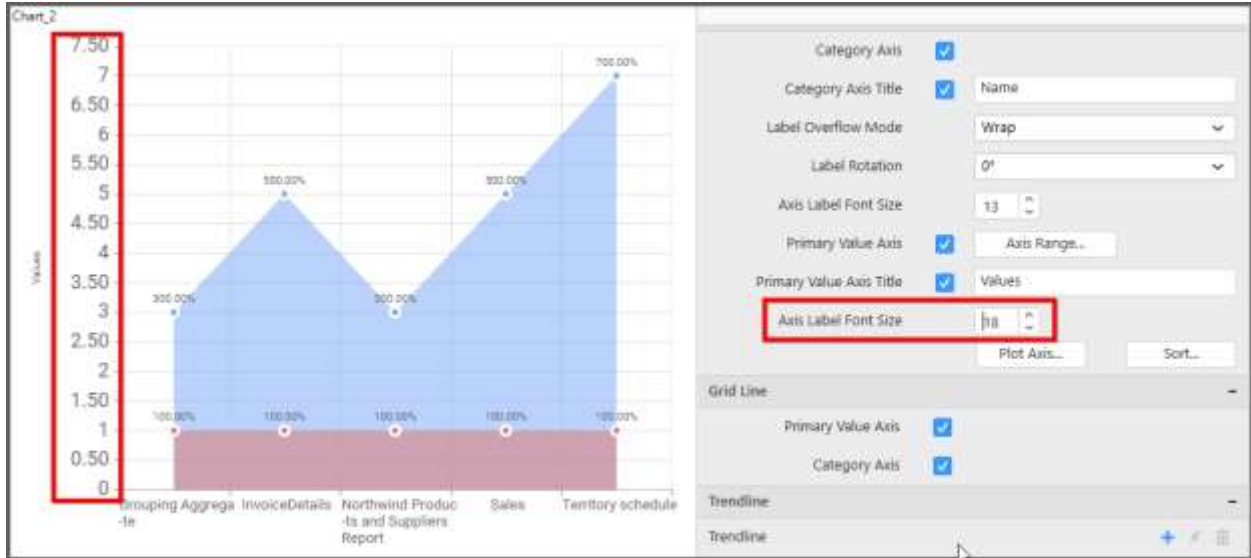 Chart_2
7.50
7
6.50
6
5.50
5
4.50
4
3.50
3
2.50
2
1.50
1
0.50
0
Values
700.00%
500.00%
500.00%
300.00%
300.00%
100.00%
100.00%
100.00%
100.00%
100.00%
Grouping Aggrega
-te
InvoiceDetails
Northwind Produc
-ts and Suppliers
Report
Sales
Territory schedule
Category Axis
Category Axis Title Name
Label Overflow Mode Wrap
Label Rotation 0°
Axis Label Font Size 13
Primary Value Axis Axis Range...
Primary Value Axis Title Values
Axis Label Font Size 18
Plot Axis... Sort...
Grid Line -
Primary Value Axis
Category Axis
Trendline -
Trendline +